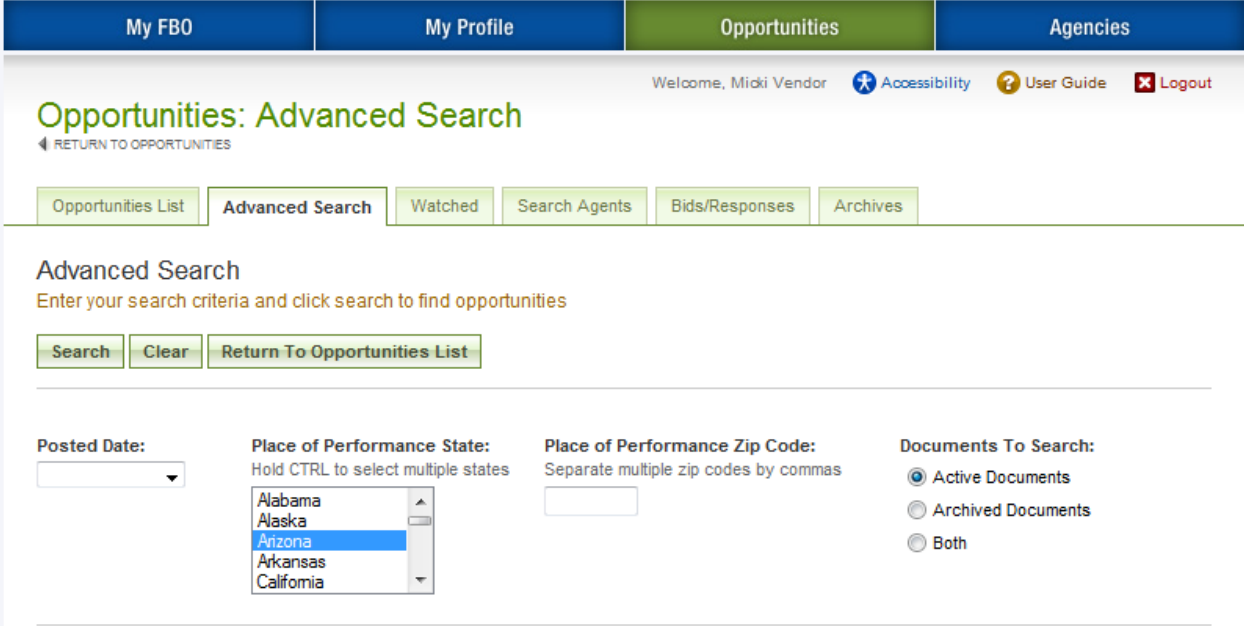 My FBO My Profile Opportunities Agencies
Welcome, Micki Vendor Accessibility User Guide Logout
Opportunities: Advanced Search
RETURN TO OPPORTUNITIES
Opportunities List Advanced Search Watched Search Agents Bids/Responses Archives
Advanced Search
Enter your search criteria and click search to find opportunities
Search Clear Return To Opportunities List
Posted Date:
Place of Performance State:
Hold CTRL to select multiple states
Alabama
Alaska
Arizona
Arkansas
California
Place of Performance Zip Code:
Separate multiple zip codes by commas
Documents To Search:
Active Documents
Archived Documents
Both